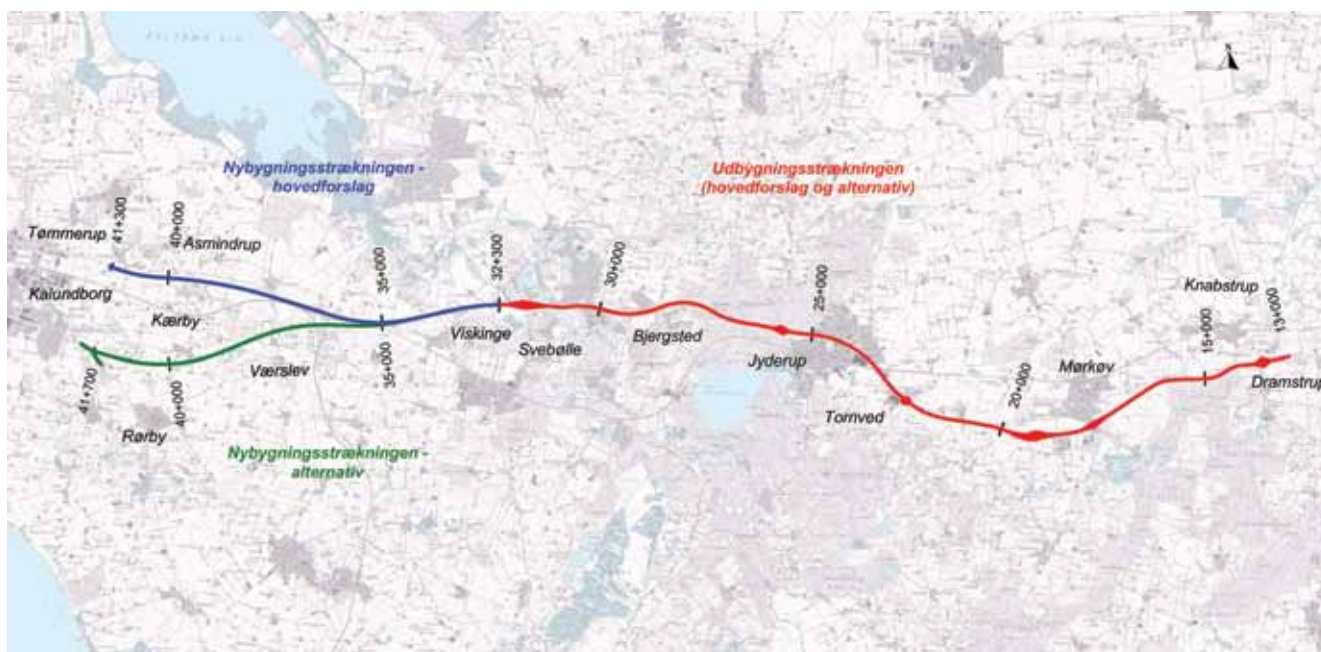 N
Nybygningsstrækningen -
hovedforslag
Udbygningsstrækningen
(hovedforslag og alternativ)
Tømmerup
41+300
40+000
Asmindrup
35+000
32+300
30+000
25+000
Knabstrup
13+000
15+000
Kalundborg
Kærby
Viskinge
Svebølle
Bjergsted
Jyderup
Mørkøv
Dramstrup
41+700
40+000
Værslev
35+000
Tornved
20+000
Rørby
Nybygningsstrækningen -
alternativ